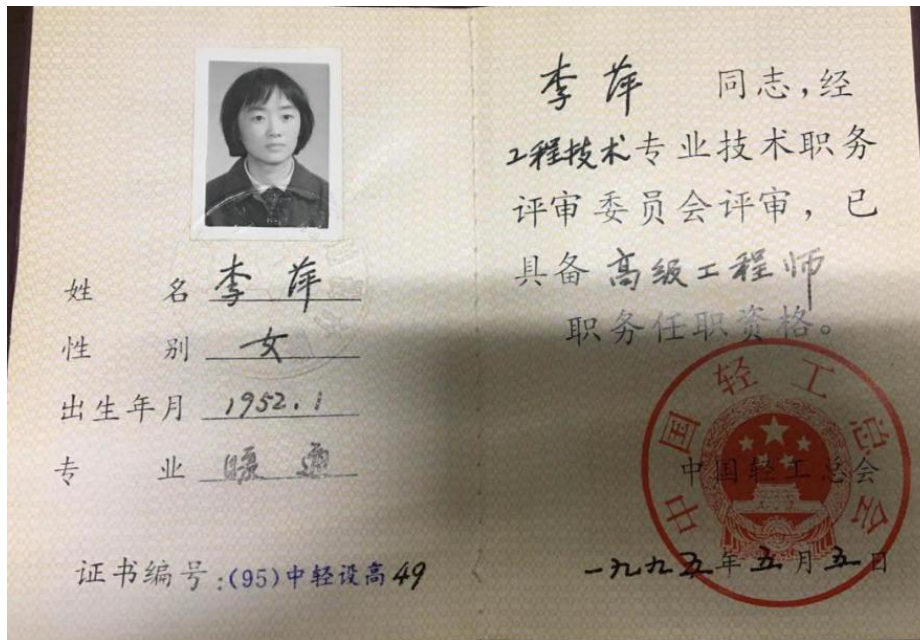 姓名 李萍
性别 女
出生年月 1952.1
专业 暖通
证书编号:(95)中轻设高49
李萍 同志,经
工程技术专业技术职务
评审委员会评审,已
具备 高级工程师
职务任职资格。
中国轻工总会
中国轻工总会
一九九五年五月五日